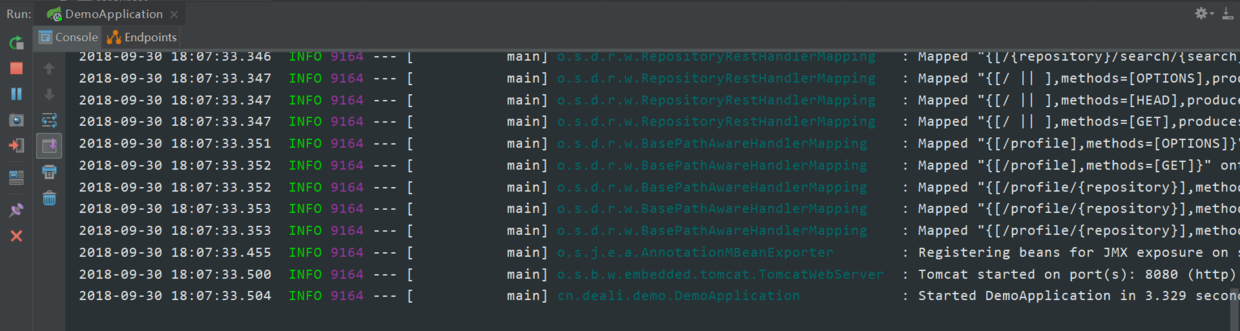 Run: DemoApplication ×
Console Endpoints
2018-09-30 18:07:33.346 INFO 9164 --- [ main] o.s.d.r.w.RepositoryRestHandlerMapping : Mapped "{[/{repository}/search/{search
2018-09-30 18:07:33.347 INFO 9164 --- [ main] o.s.d.r.w.RepositoryRestHandlerMapping : Mapped "{[/ || ],methods=[OPTIONS],pro
2018-09-30 18:07:33.347 INFO 9164 --- [ main] o.s.d.r.w.RepositoryRestHandlerMapping : Mapped "{[/ || ],methods=[HEAD],produce
2018-09-30 18:07:33.347 INFO 9164 --- [ main] o.s.d.r.w.RepositoryRestHandlerMapping : Mapped "{[/ || ],methods=[GET],produces
2018-09-30 18:07:33.351 INFO 9164 --- [ main] o.s.d.r.w.BasePathAwareHandlerMapping : Mapped "{[/profile],methods=[OPTIONS]}"
2018-09-30 18:07:33.352 INFO 9164 --- [ main] o.s.d.r.w.BasePathAwareHandlerMapping : Mapped "{[/profile],methods=[GET]}" ont
2018-09-30 18:07:33.352 INFO 9164 --- [ main] o.s.d.r.w.BasePathAwareHandlerMapping : Mapped "{[/profile/{repository}],metho
2018-09-30 18:07:33.353 INFO 9164 --- [ main] o.s.d.r.w.BasePathAwareHandlerMapping : Mapped "{[/profile/{repository}],metho
2018-09-30 18:07:33.353 INFO 9164 --- [ main] o.s.d.r.w.BasePathAwareHandlerMapping : Mapped "{[/profile/{repository}],metho
2018-09-30 18:07:33.455 INFO 9164 --- [ main] o.s.j.e.a.AnnotationMBeanExporter : Registering beans for JMX exposure on s
2018-09-30 18:07:33.500 INFO 9164 --- [ main] o.s.b.w.embedded.tomcat.TomcatWebServer : Tomcat started on port(s): 8080 (http)
2018-09-30 18:07:33.504 INFO 9164 --- [ main] cn.deali.demo.DemoApplication : Started DemoApplication in 3.329 secon